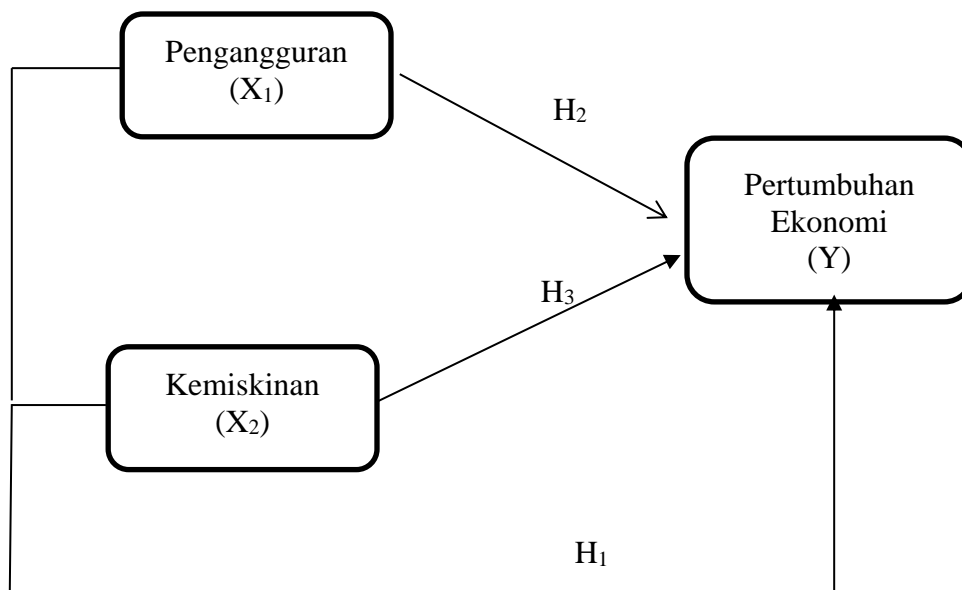 Pengangguran
(X₁)
H₂
Pertumbuhan
Ekonomi
(Y)
H₃
Kemiskinan
(X₂)
H₁